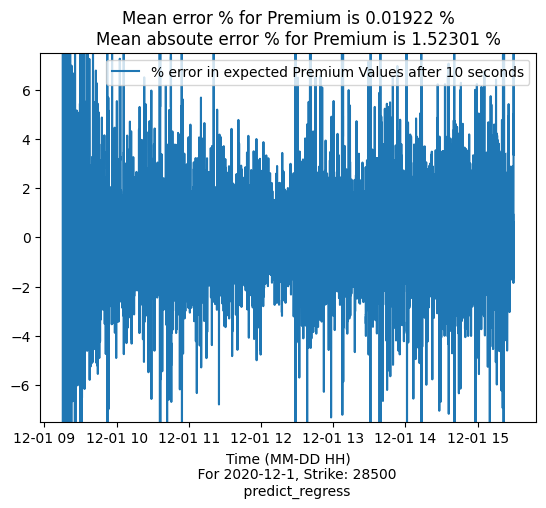 Mean error % for Premium is 0.01922 %
Mean absoute error % for Premium is 1.52301 %
% error in expected Premium Values after 10 seconds
6
4
2
0
−2
−4
−6
12-01 09 12-01 10 12-01 11 12-01 12 12-01 13 12-01 14 12-01 15
Time (MM-DD HH)
For 2020-12-1, Strike: 28500
predict_regress